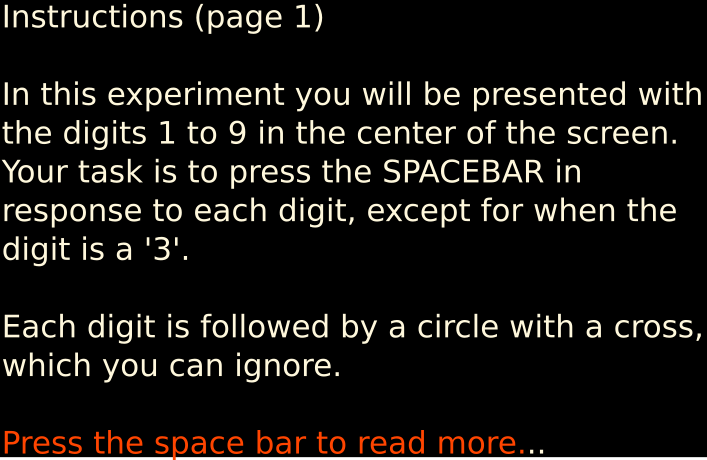 Instructions (page 1)
In this experiment you will be presented with
the digits 1 to 9 in the center of the screen.
Your task is to press the SPACEBAR in
response to each digit, except for when the
digit is a '3'.
Each digit is followed by a circle with a cross,
which you can ignore.
Press the space bar to read more...